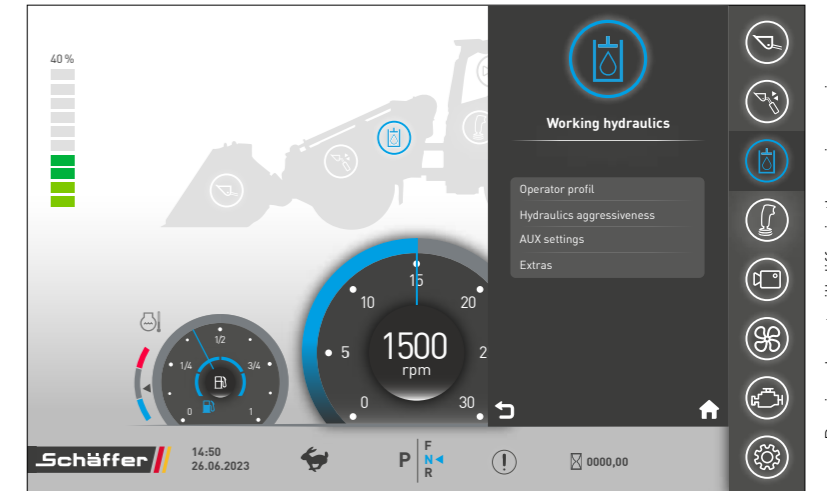 40 %
Working hydraulics
Operator profil
Hydraulics aggressiveness
AUX settings
Extras
15
10
20
5
1500
2
rpm
0
30
1/2
1/4
3/4
0
1
Schäffer
14:50
26.06.2023
P
F
N
R
0000,00